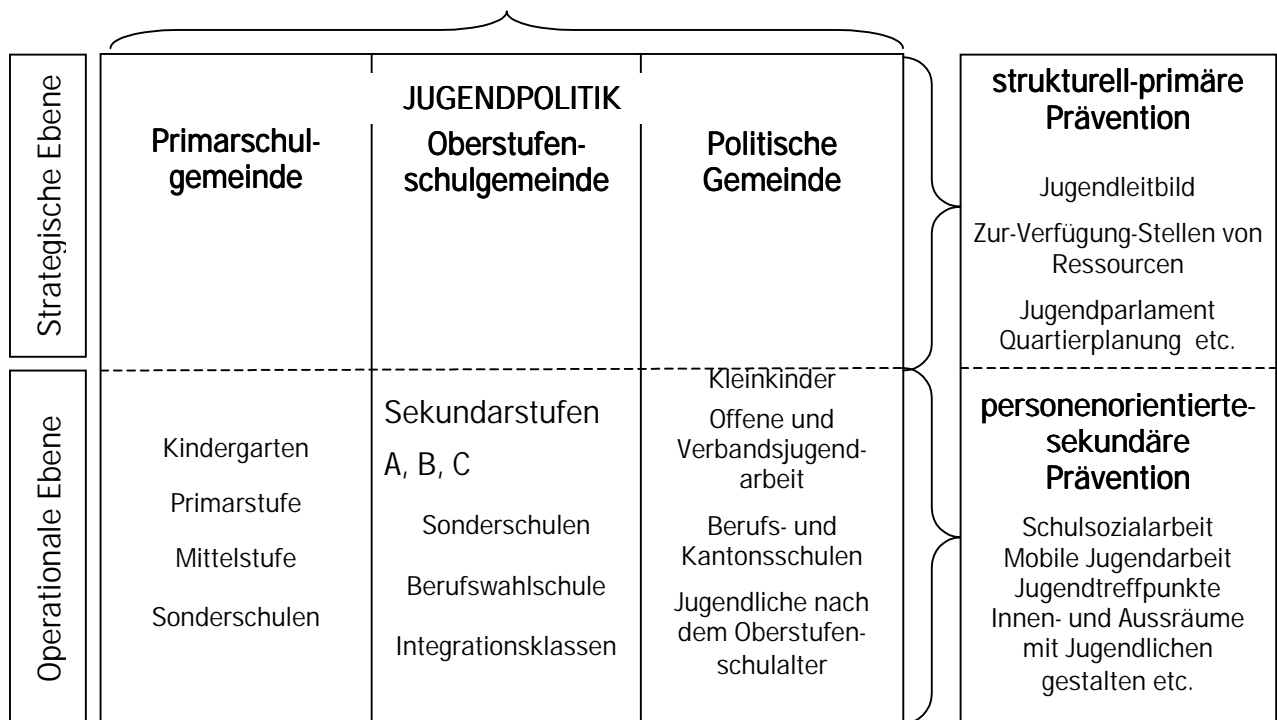 Strategische Ebene
JUGENDPOLITIK
Primarschul-
gemeinde
Oberstufen-
schulgemeinde
Politische
Gemeinde
strukturell-primäre
Prävention
Jugendleitbild
Zur-Verfügung-Stellen von
Ressourcen
Jugendparlament
Quartierplanung etc.
Operationale Ebene
Kindergarten
Primarstufe
Mittelstufe
Sonderschulen
Sekundarstufen
A, B, C
Sonderschulen
Berufswahlschule
Integrationsklassen
Kleinkinder
Offene und
Verbandsjugend-
arbeit
Berufs- und
Kantonsschulen
Jugendliche nach
dem Oberstufen-
schulalter
personenorientierte-
sekundäre
Prävention
Schulsozialarbeit
Mobile Jugendarbeit
Jugendtreffpunkte
Innen- und Aussräume
mit Jugendlichen
gestalten etc.